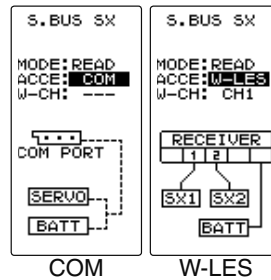 S.BUS SX
MODE:READ
ACCE: COM
W-CH: ---
COM PORT
SERVO
BATT
COM
S.BUS SX
MODE:READ
ACCE:W-LES
W-CH: CH1
RECEIVER
1 2
SX1 SX2
BATT
W-LES